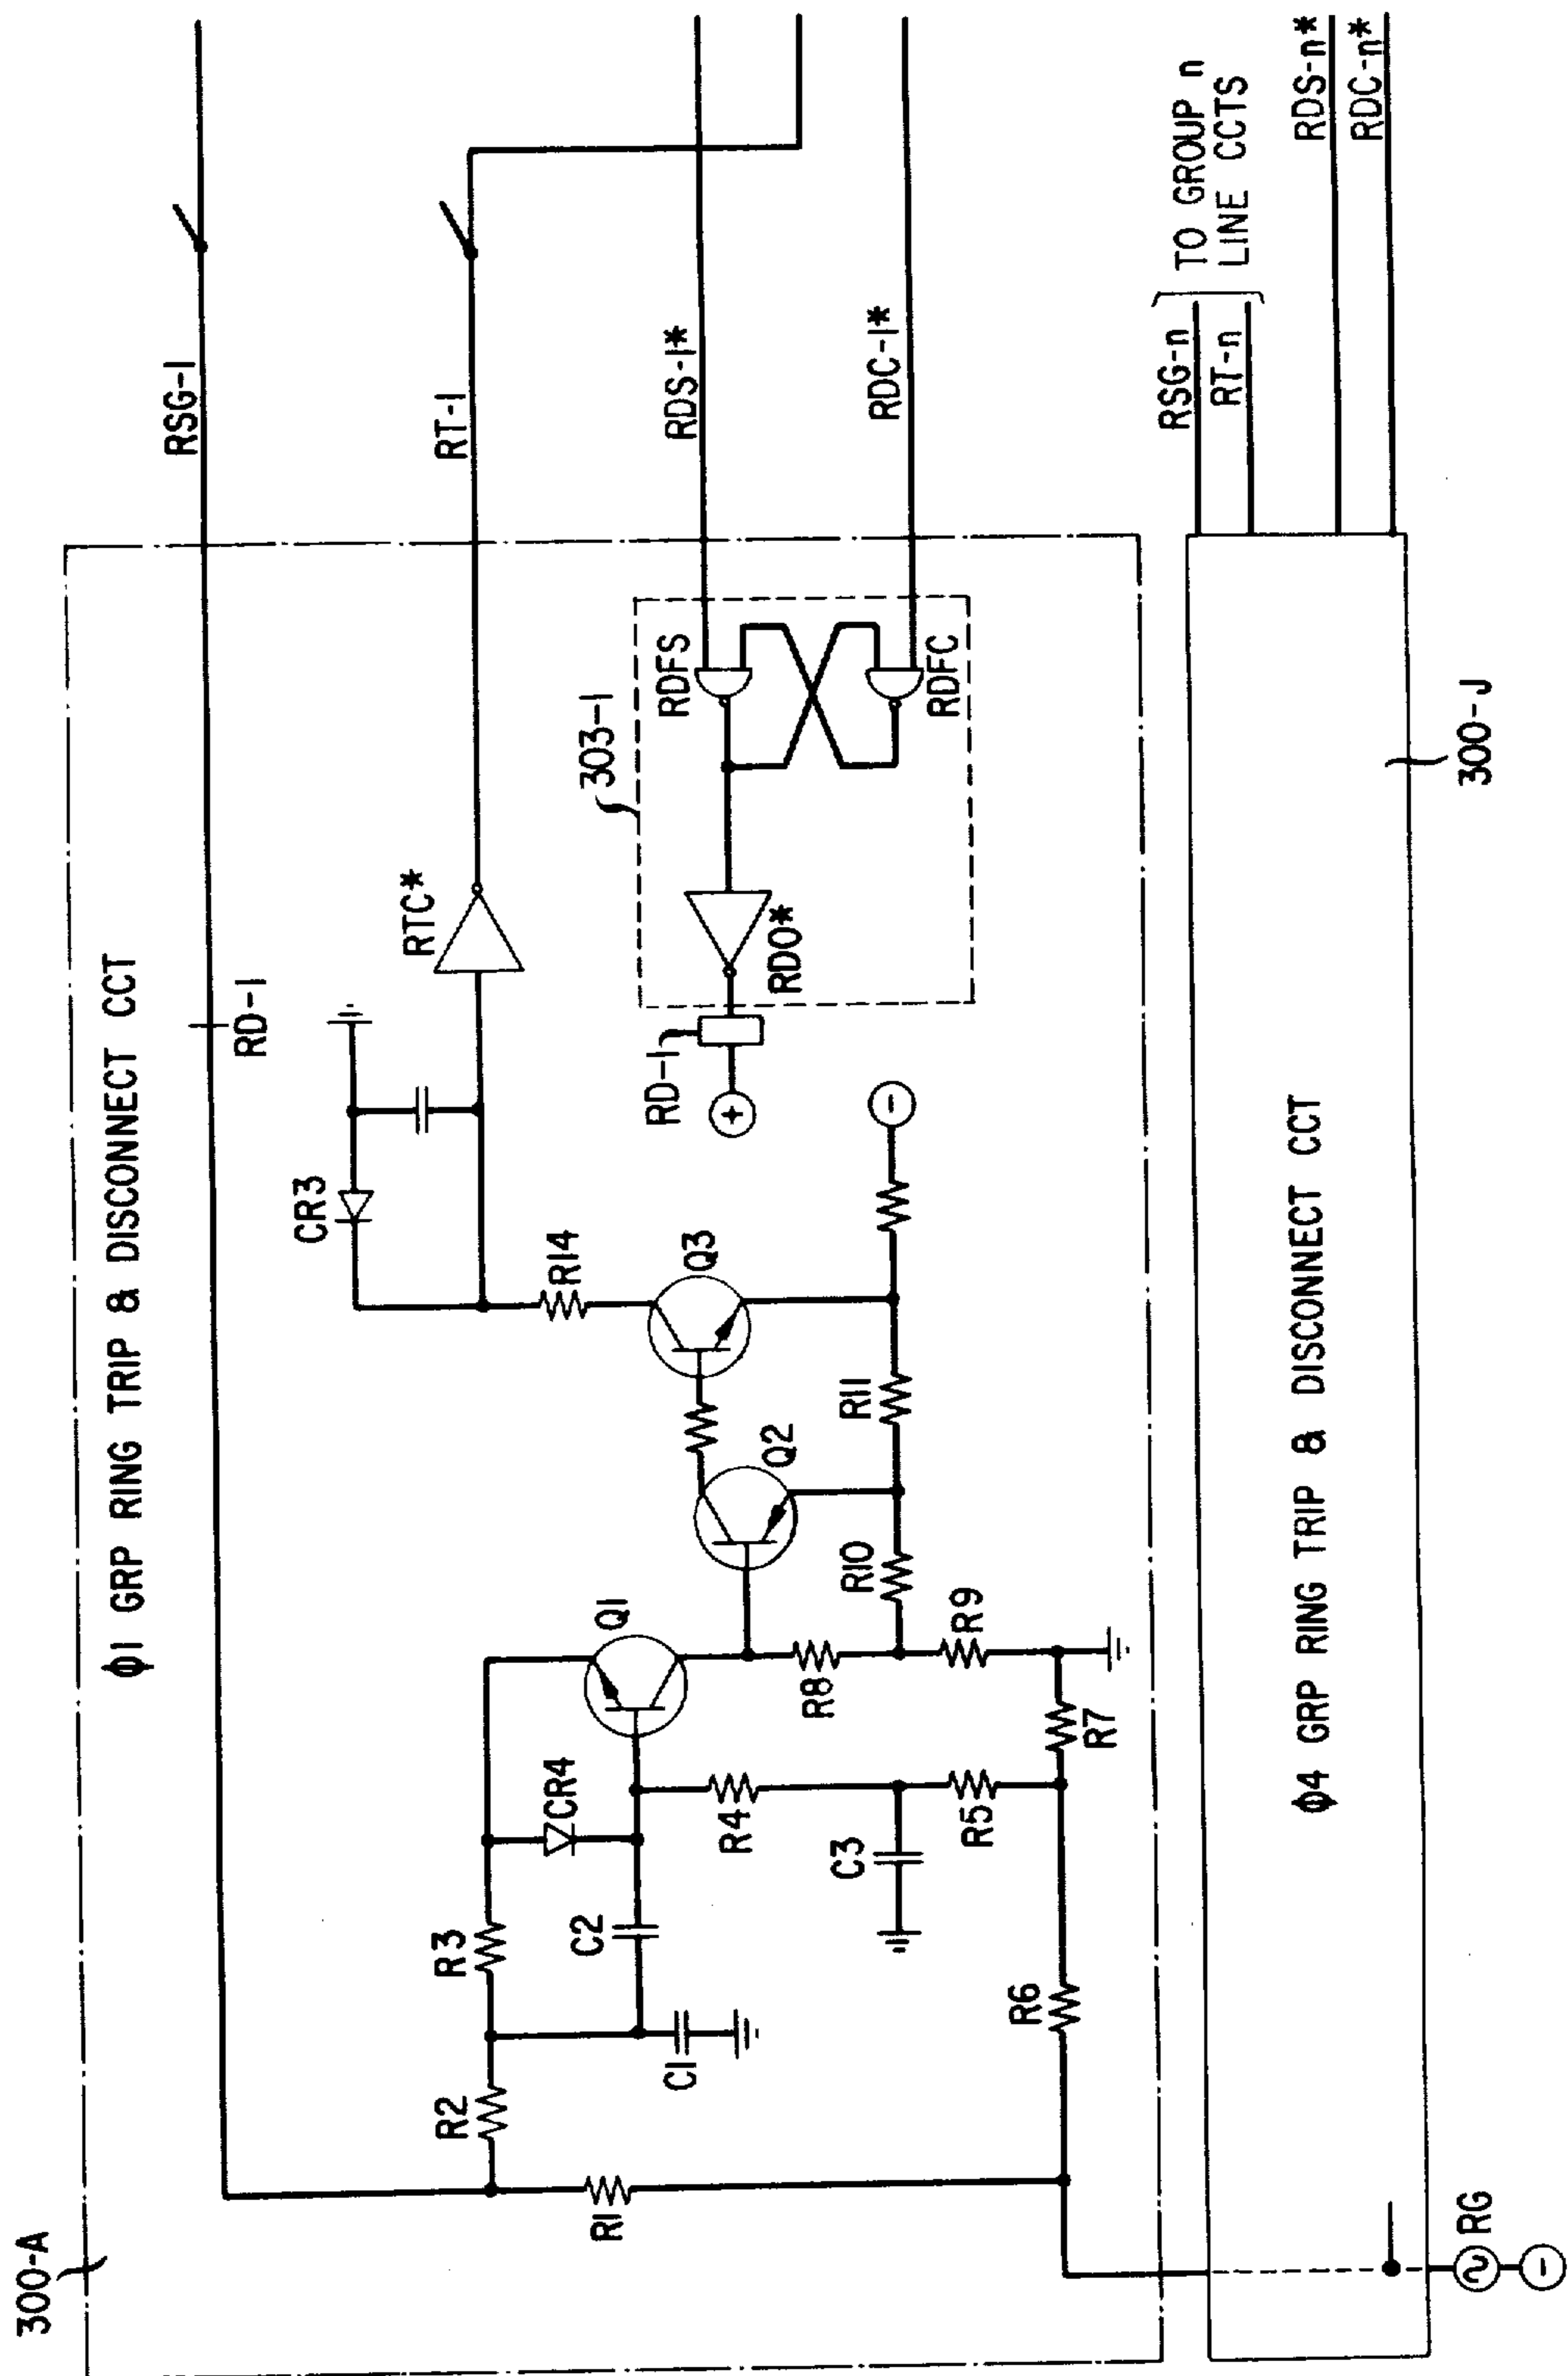 300-A
Φ1 GRP RING TRIP & DISCONNECT CCT
RD-1
RSG-1
RT-1
RTC*
CR3
R14
Q3
RD-1
+
RDO*
303-1
RDFS
RDFC
RDS-1*
RDC-1*
R2
R3
CR4
Q1
Q2
R1
C1
C2
R4
C3
R5
R8
R10
R11
-
R9
R7
R6
Φ4 GRP RING TRIP & DISCONNECT CCT
300-J
RSG-n
RT-n
TO GROUP n
LINE CCTS
RDS-n*
RDC-n*
RG
-